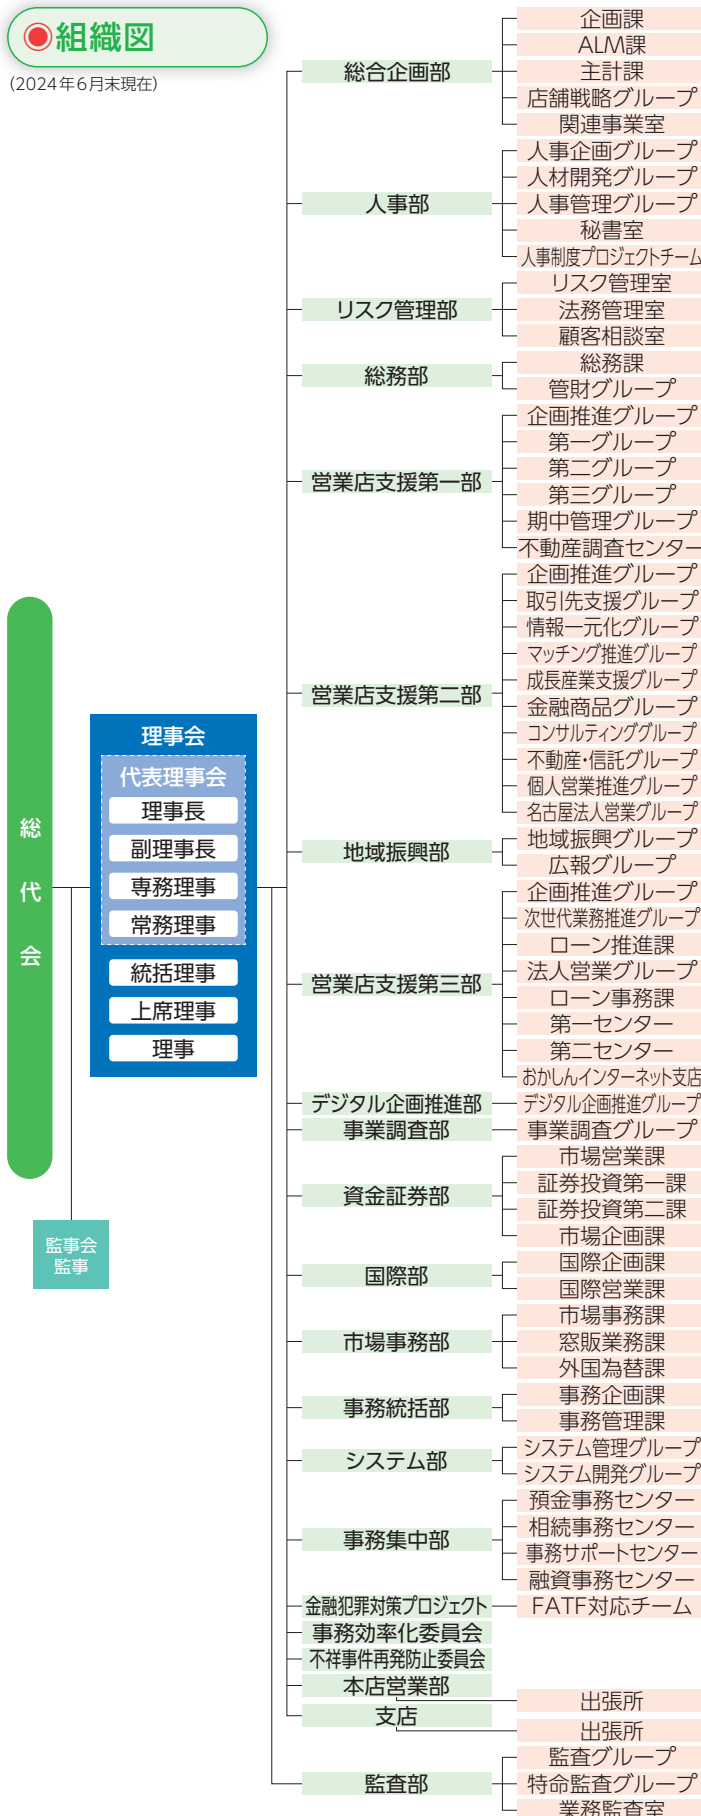 ◉組織図
(2024年6月末現在)
総代会
監事会
監事
理事会
代表理事会
理事長
副理事長
専務理事
常務理事
統括理事
上席理事
理事
総合企画部
企画課
ALM課
主計課
店舗戦略グループ
関連事業室
人事部
人事企画グループ
人材開発グループ
人事管理グループ
秘書室
人事制度プロジェクトチーム
リスク管理部
リスク管理室
法務管理室
顧客相談室
総務部
総務課
管財グループ
営業店支援第一部
企画推進グループ
第一グループ
第二グループ
第三グループ
期中管理グループ
不動産調査センター
営業店支援第二部
企画推進グループ
取引先支援グループ
情報一元化グループ
マッチング推進グループ
成長産業支援グループ
金融商品グループ
コンサルティンググループ
不動産・信託グループ
個人営業推進グループ
名古屋法人営業グループ
地域振興部
地域振興グループ
広報グループ
営業店支援第三部
企画推進グループ
次世代業務推進グループ
ローン推進課
法人営業グループ
ローン事務課
第一センター
第二センター
おかしんインターネット支店
デジタル企画推進部
デジタル企画推進グループ
事業調査部
事業調査グループ
資金証券部
市場営業課
証券投資第一課
証券投資第二課
市場企画課
国際部
国際企画課
国際営業課
市場事務部
市場事務課
窓販業務課
外国為替課
事務統括部
事務企画課
事務管理課
システム部
システム管理グループ
システム開発グループ
事務集中部
預金事務センター
相続事務センター
事務サポートセンター
融資事務センター
金融犯罪対策プロジェクト
FATF対応チーム
事務効率化委員会
不祥事件再発防止委員会
本店営業部
出張所
支店
出張所
監査部
監査グループ
特命監査グループ
業務監査室